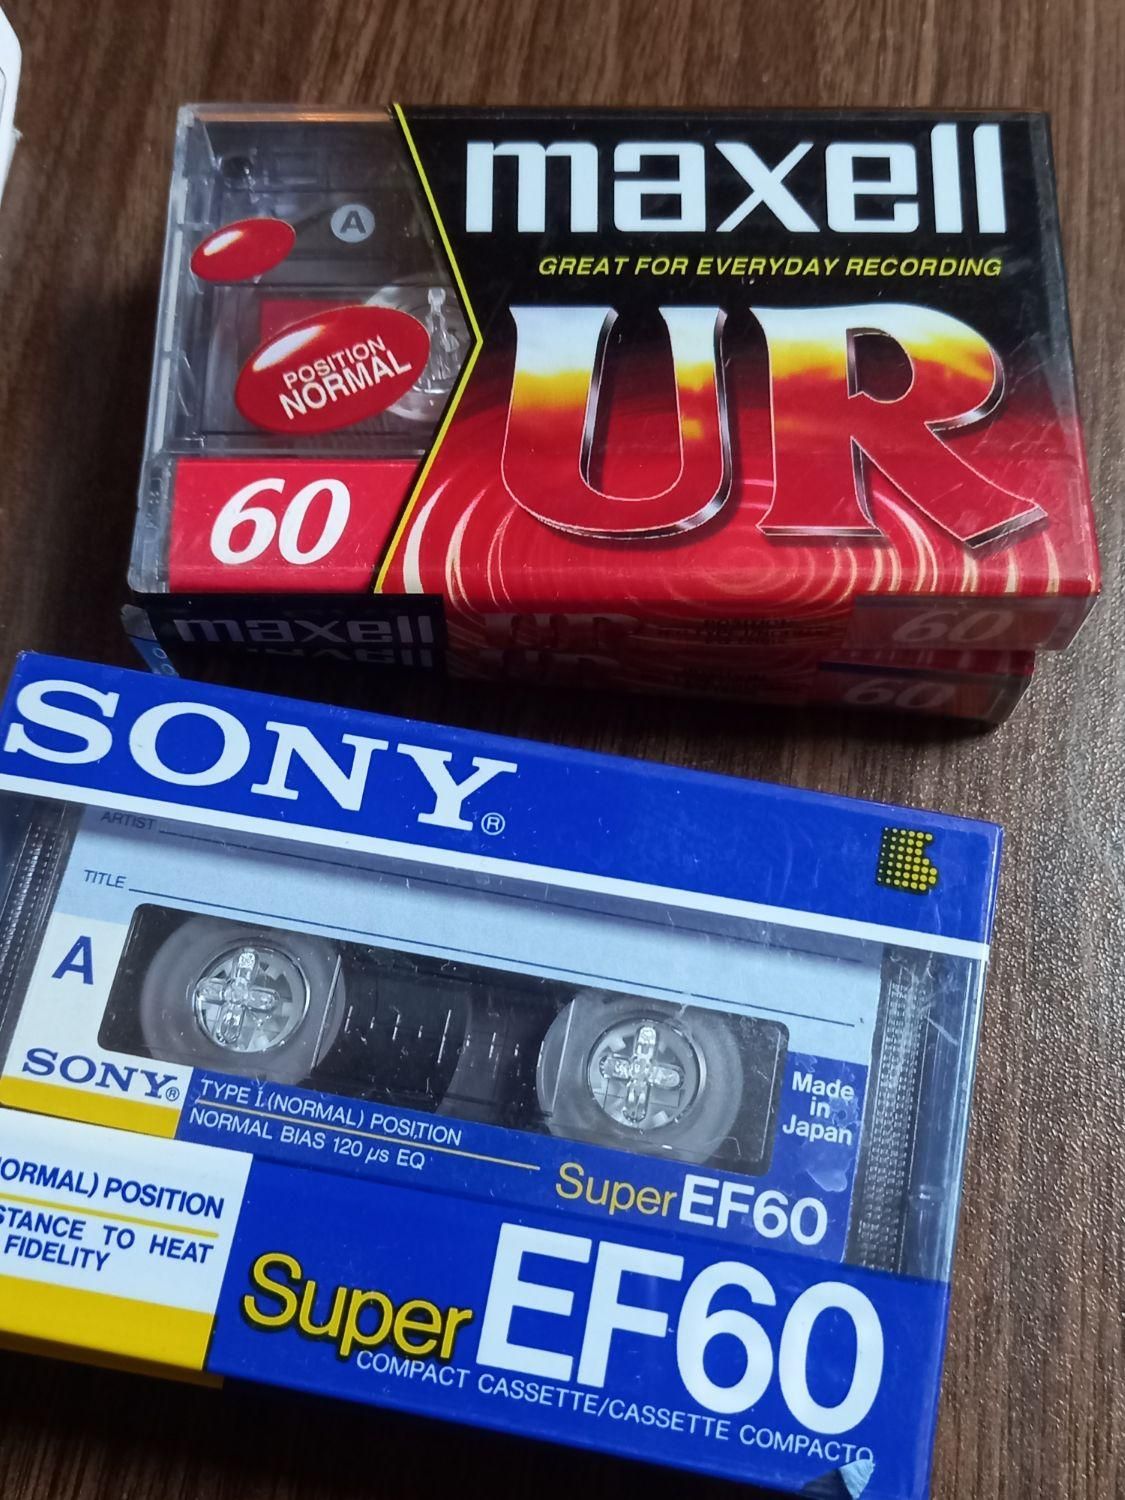 maxell
GREAT FOR EVERYDAY RECORDING
A
POSITION
NORMAL
UR
60
maxell UR 60
UR 60
SONY®
ARTIST
TITLE
A
SONY®
TYPE I (NORMAL) POSITION
NORMAL BIAS 120 µs EQ
Made
in
Japan
Super EF60
ORMAL) POSITION
STANCE TO HEAT
FIDELITY
Super EF60
COMPACT CASSETTE/CASSETTE COMPACTO